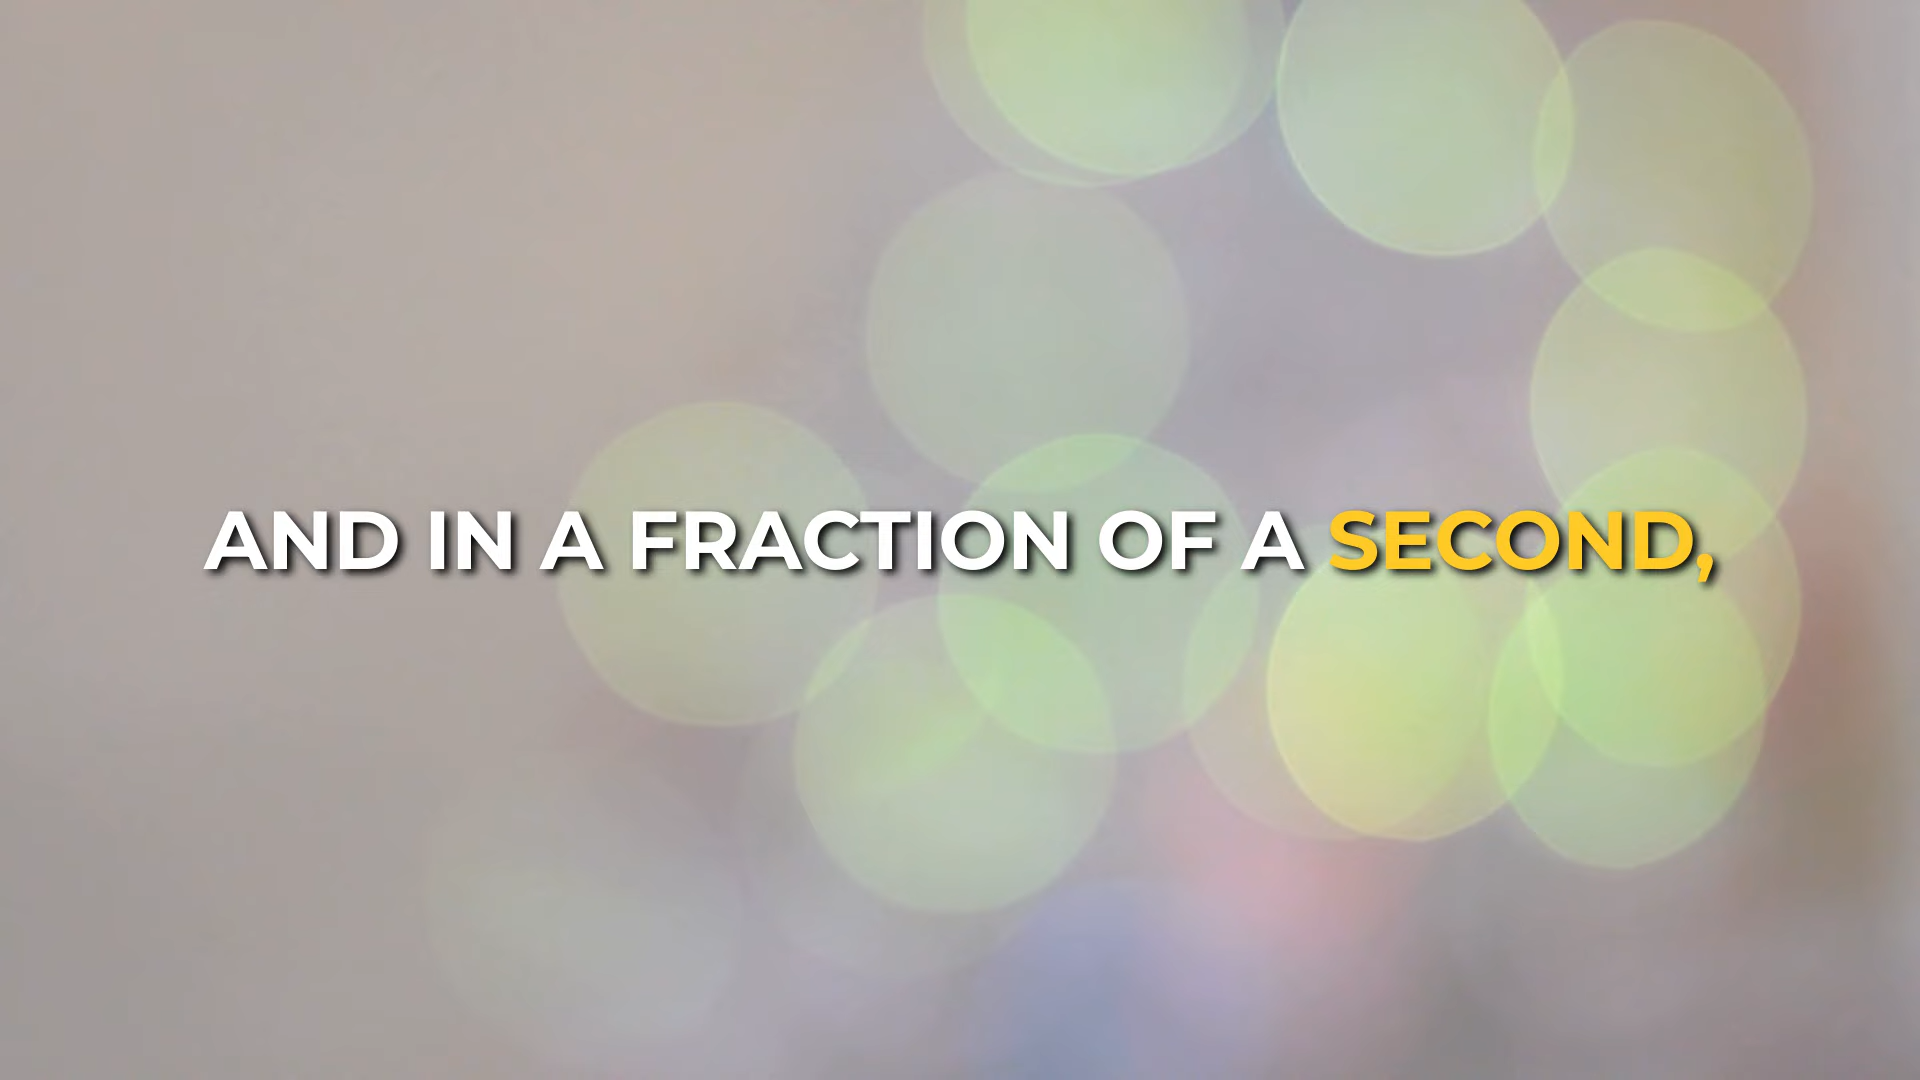 AND IN A FRACTION OF A SECOND,